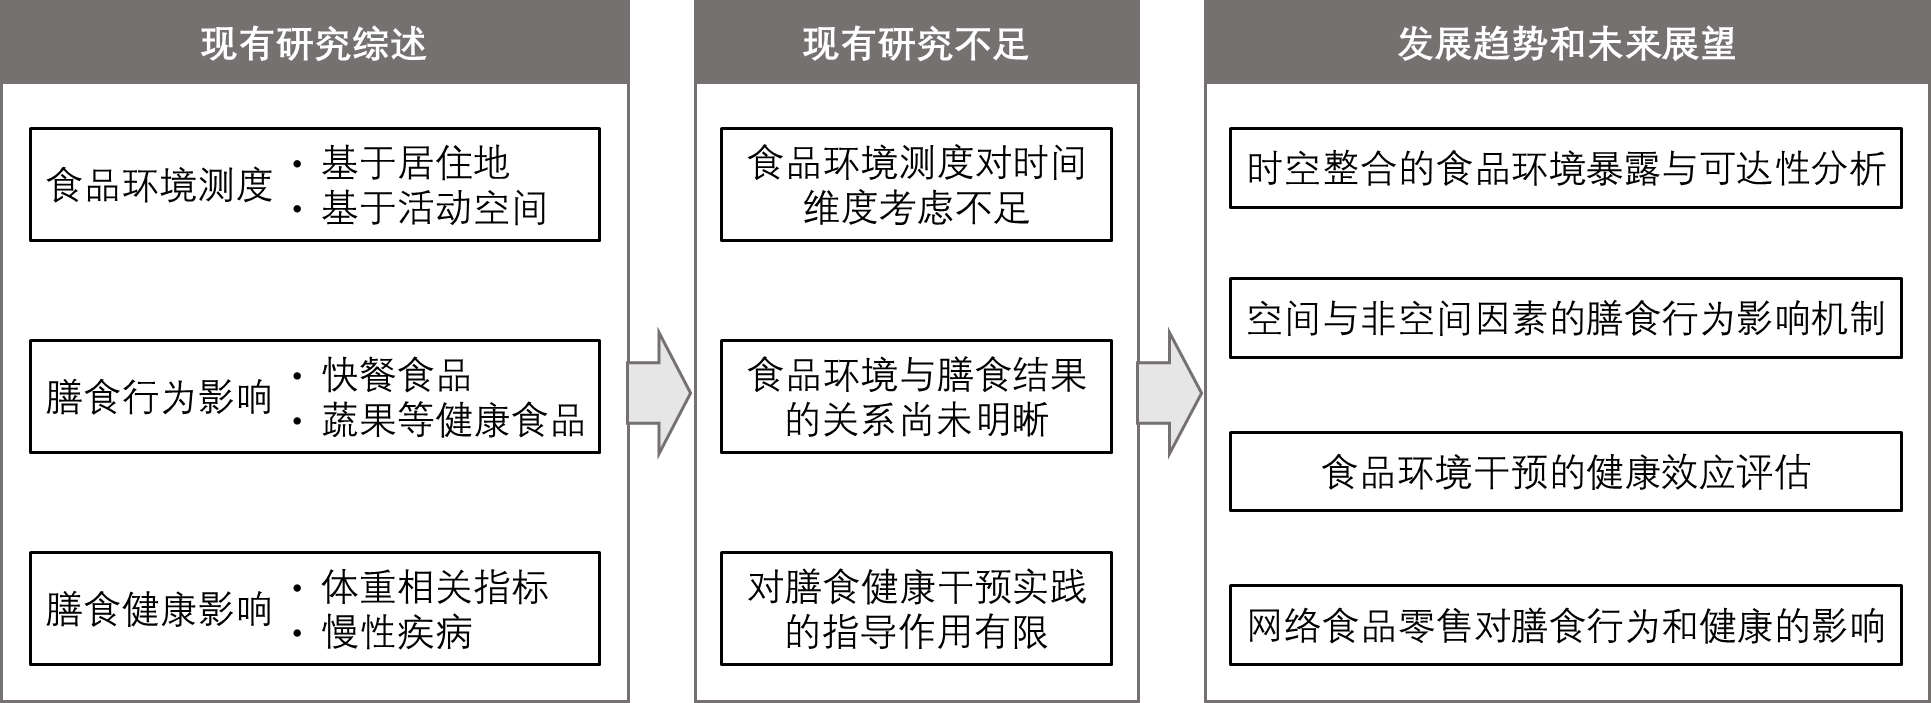 现有研究综述
食品环境测度
• 基于居住地
• 基于活动空间
膳食行为影响
• 快餐食品
• 蔬果等健康食品
膳食健康影响
• 体重相关指标
• 慢性疾病
现有研究不足
食品环境测度对时间
维度考虑不足
食品环境与膳食结果
的关系尚未明晰
对膳食健康干预实践
的指导作用有限
发展趋势和未来展望
时空整合的食品环境暴露与可达性分析
空间与非空间因素的膳食行为影响机制
食品环境干预的健康效应评估
网络食品零售对膳食行为和健康的影响